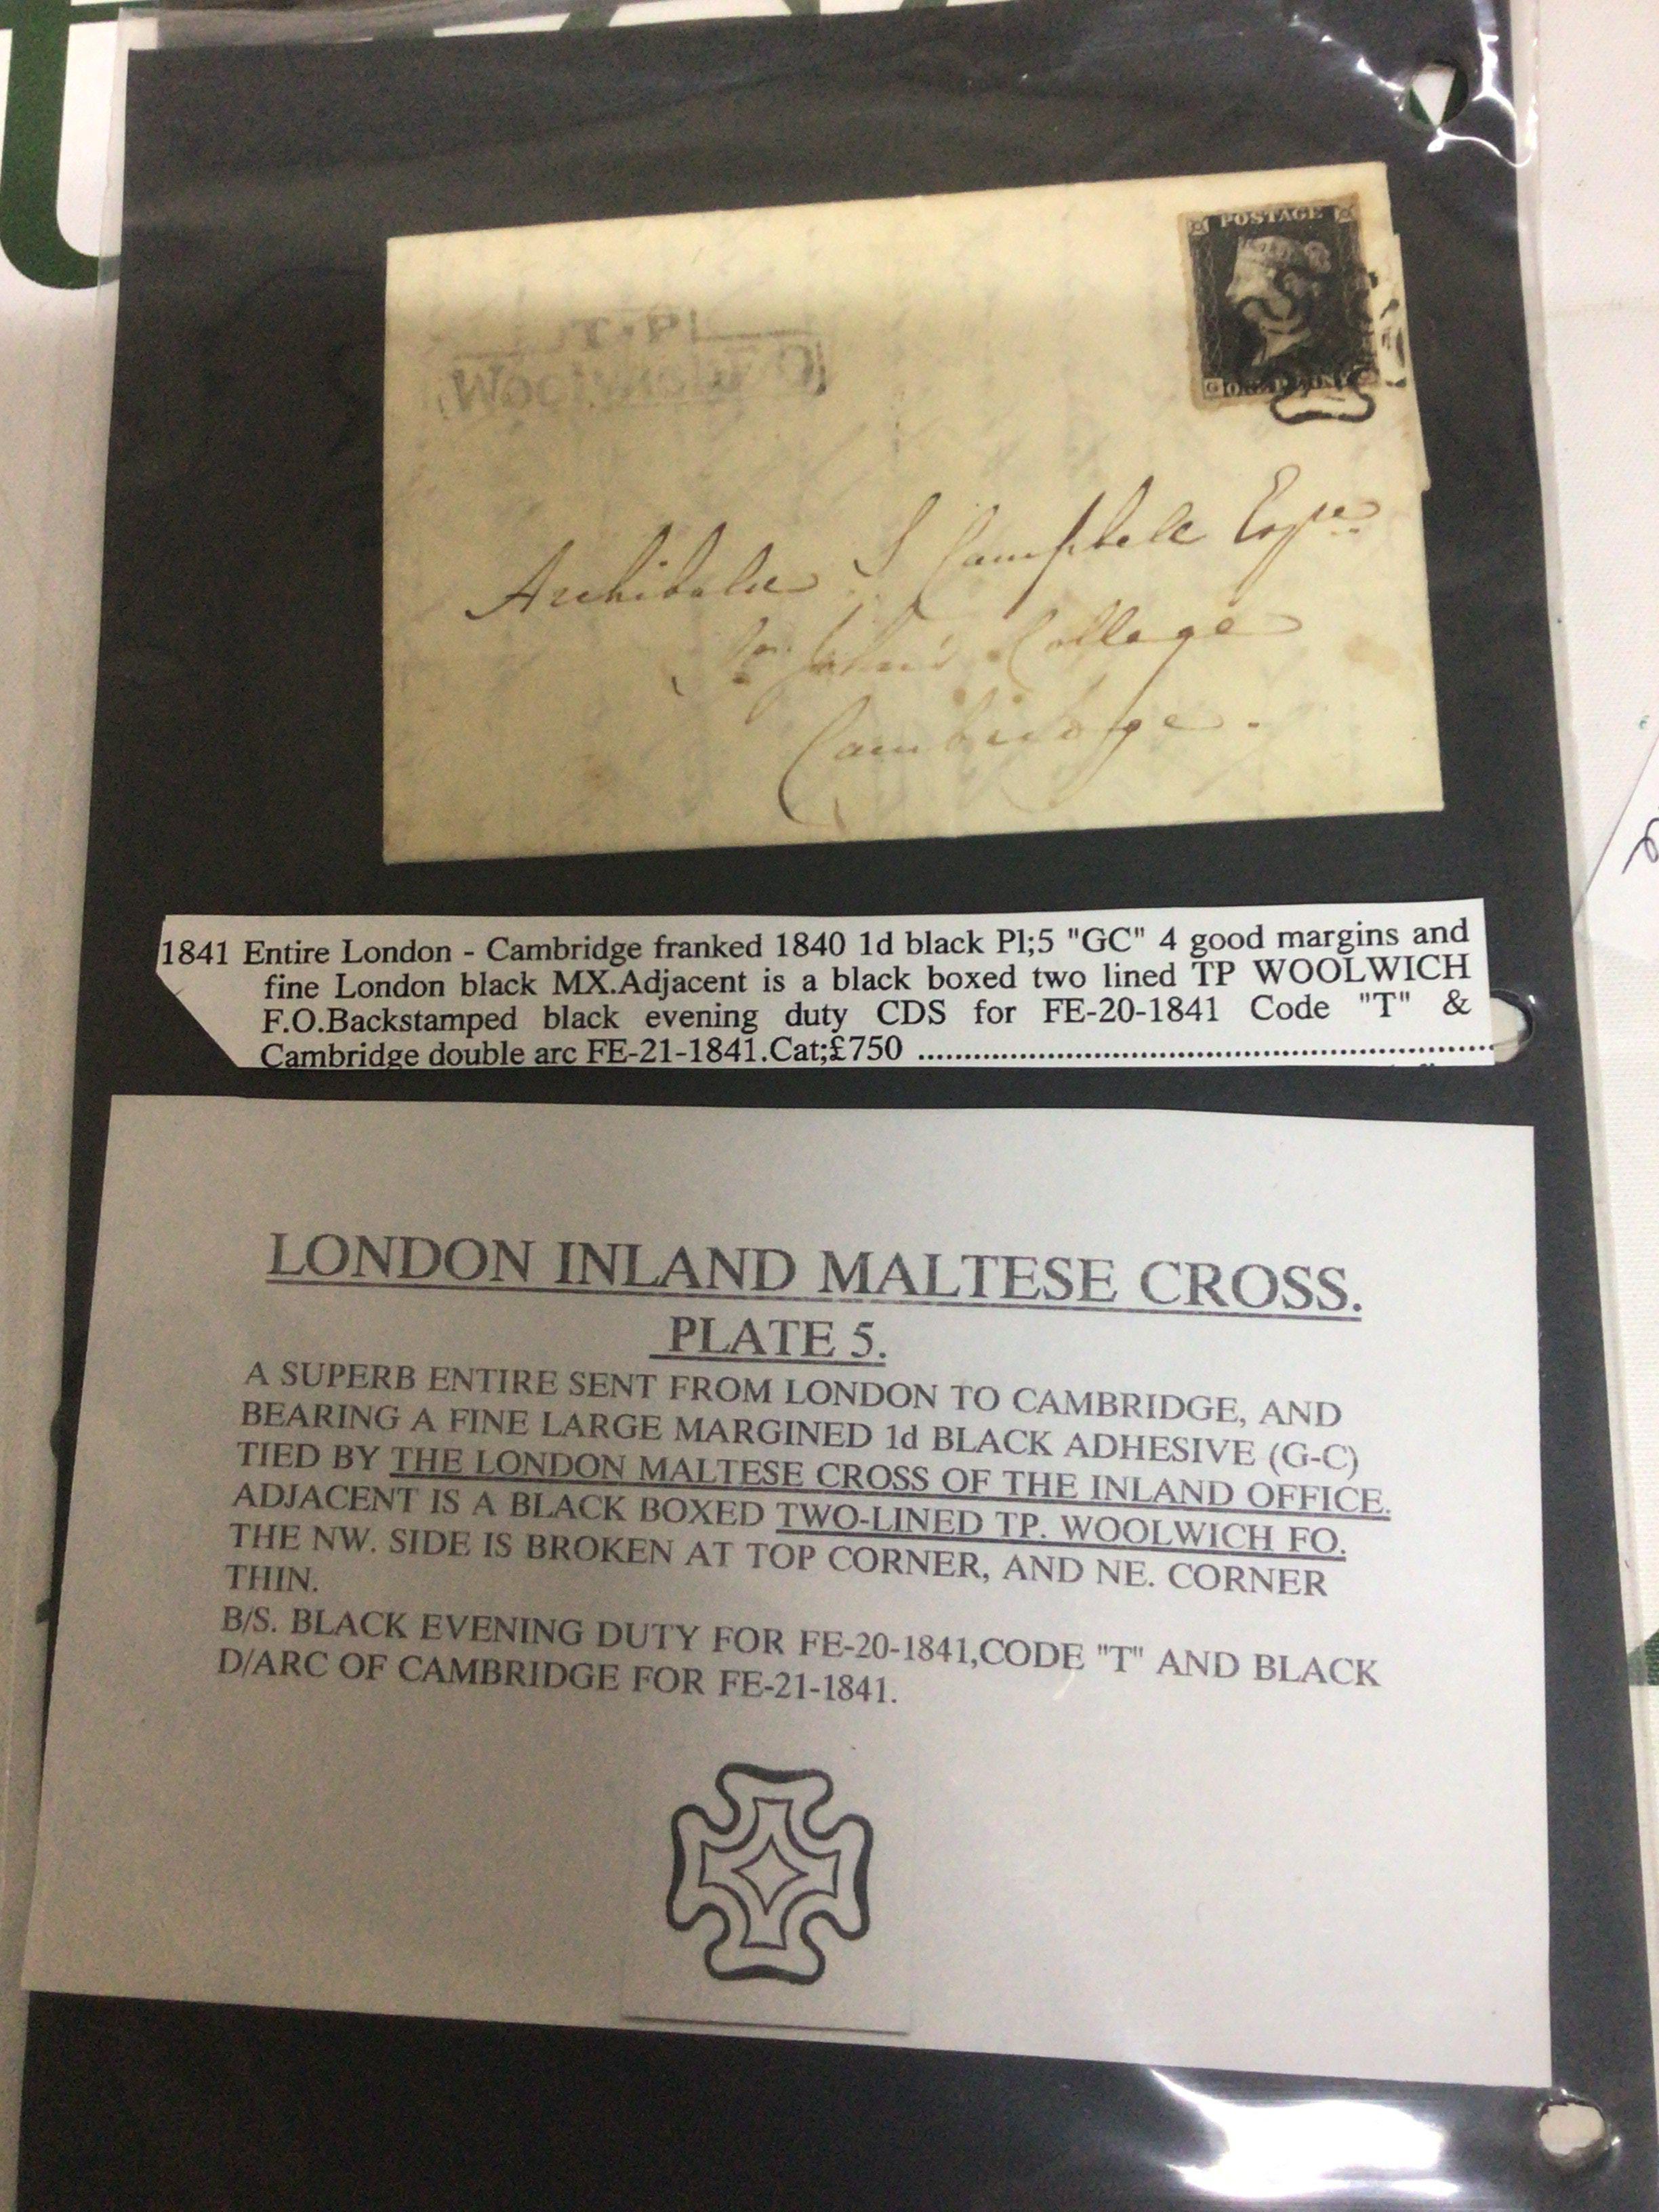 POSTAGE
T.P
Woolwich F.O
Archibald S Campbell Esqre
St John's College
Cambridge.
1841 Entire London - Cambridge franked 1840 1d black Pl;5 "GC" 4 good margins and
fine London black MX.Adjacent is a black boxed two lined TP WOOLWICH
F.O.Backstamped black evening duty CDS for FE-20-1841 Code "T" &
Cambridge double arc FE-21-1841.Cat;£750 ................................................................
LONDON INLAND MALTESE CROSS.
PLATE 5.
A SUPERB ENTIRE SENT FROM LONDON TO CAMBRIDGE, AND
BEARING A FINE LARGE MARGINED 1d BLACK ADHESIVE (G-C)
TIED BY THE LONDON MALTESE CROSS OF THE INLAND OFFICE.
ADJACENT IS A BLACK BOXED TWO-LINED TP. WOOLWICH FO.
THE NW. SIDE IS BROKEN AT TOP CORNER, AND NE. CORNER
THIN.
B/S. BLACK EVENING DUTY FOR FE-20-1841,CODE "T" AND BLACK
D/ARC OF CAMBRIDGE FOR FE-21-1841.